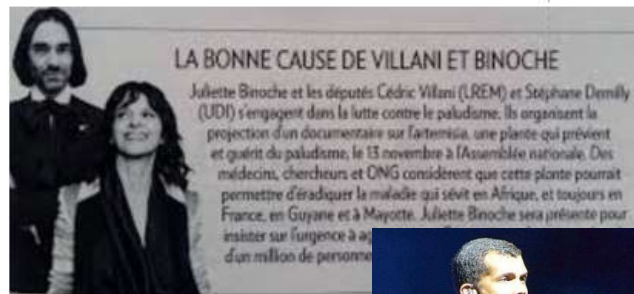 LA BONNE CAUSE DE VILLANI ET BINOCHE
Juliette Binoche et les députés Cédric Villani (LREM) et Stéphane Demilly
(UDI) s'engagent dans la lutte contre le paludisme. Ils organisent la
projection d'un documentaire sur l'artemisia, une plante qui prévient
et guérit du paludisme, le 13 novembre à l'Assemblée nationale. Des
médecins, chercheurs et ONG considèrent que cette plante pourrait
permettre d'éradiquer la maladie qui sévit en Afrique, et toujours en
France, en Guyane et à Mayotte. Juliette Binoche sera présente pour
insister sur l'urgence à
d'un million de personne